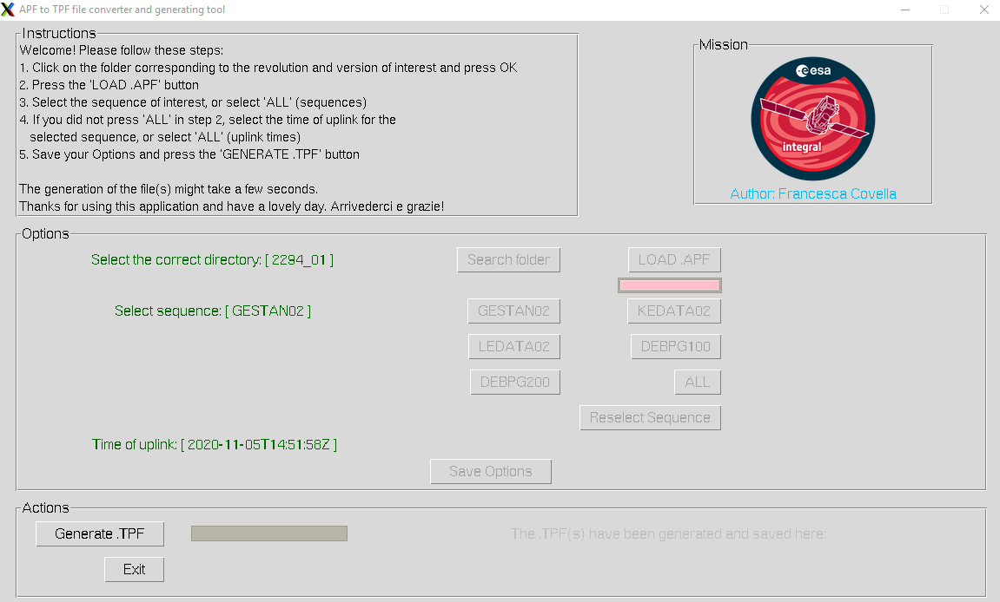 APF to TPF file converter and generating tool
Instructions
Welcome! Please follow these steps:
1. Click on the folder corresponding to the revolution and version of interest and press OK
2. Press the 'LOAD .APF' button
3. Select the sequence of interest, or select 'ALL' (sequences)
4. If you did not press 'ALL' in step 2, select the time of uplink for the
selected sequence, or select 'ALL' (uplink times)
5. Save your Options and press the 'GENERATE .TPF' button
The generation of the file(s) might take a few seconds.
Thanks for using this application and have a lovely day. Arrivederci e grazie!
Mission
esa
integral
Author: Francesca Covella
Options
Select the correct directory: [ 2294_01 ]
Search folder
LOAD .APF
Select sequence: [ GESTAN02 ]
GESTAN02
KEDATA02
LEDATA02
DEBPG100
DEBPG200
ALL
Reselect Sequence
Time of uplink: [ 2020-11-05T14:51:58Z ]
Save Options
Actions
Generate .TPF
The .TPF(s) have been generated and saved here:
Exit